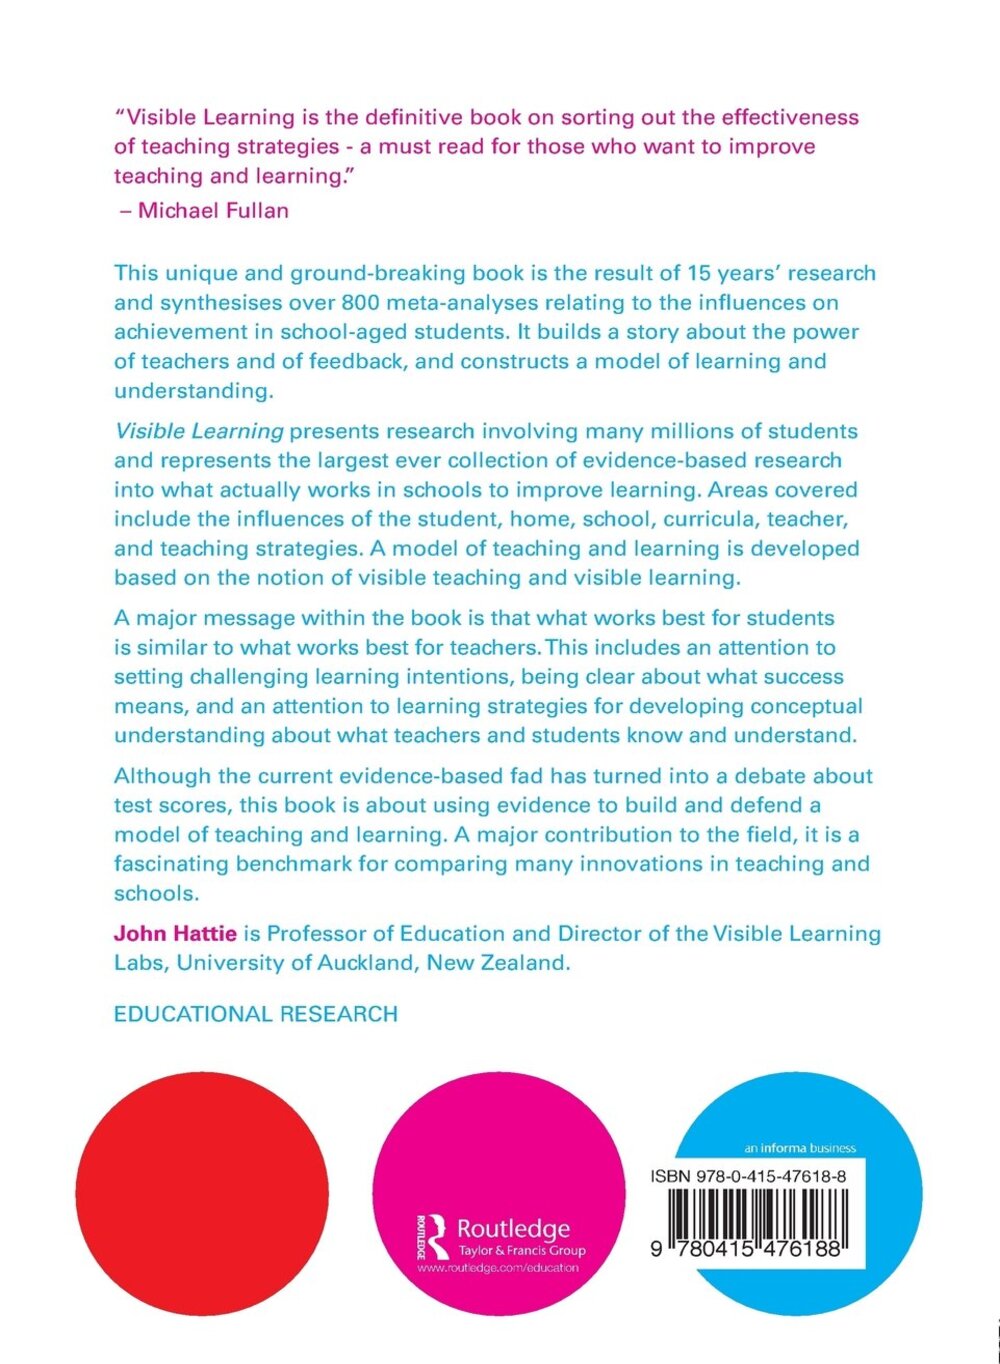 “Visible Learning is the definitive book on sorting out the effectiveness
of teaching strategies - a must read for those who want to improve
teaching and learning.”
– Michael Fullan
This unique and ground-breaking book is the result of 15 years’ research
and synthesises over 800 meta-analyses relating to the influences on
achievement in school-aged students. It builds a story about the power
of teachers and of feedback, and constructs a model of learning and
understanding.
Visible Learning presents research involving many millions of students
and represents the largest ever collection of evidence-based research
into what actually works in schools to improve learning. Areas covered
include the influences of the student, home, school, curricula, teacher,
and teaching strategies. A model of teaching and learning is developed
based on the notion of visible teaching and visible learning.
A major message within the book is that what works best for students
is similar to what works best for teachers. This includes an attention to
setting challenging learning intentions, being clear about what success
means, and an attention to learning strategies for developing conceptual
understanding about what teachers and students know and understand.
Although the current evidence-based fad has turned into a debate about
test scores, this book is about using evidence to build and defend a
model of teaching and learning. A major contribution to the field, it is a
fascinating benchmark for comparing many innovations in teaching and
schools.
John Hattie is Professor of Education and Director of the Visible Learning
Labs, University of Auckland, New Zealand.
EDUCATIONAL RESEARCH
ROUTLEDGE
Routledge
Taylor & Francis Group
www.routledge.com/education
an informa business
ISBN 978-0-415-47618-8
9 780415 476188